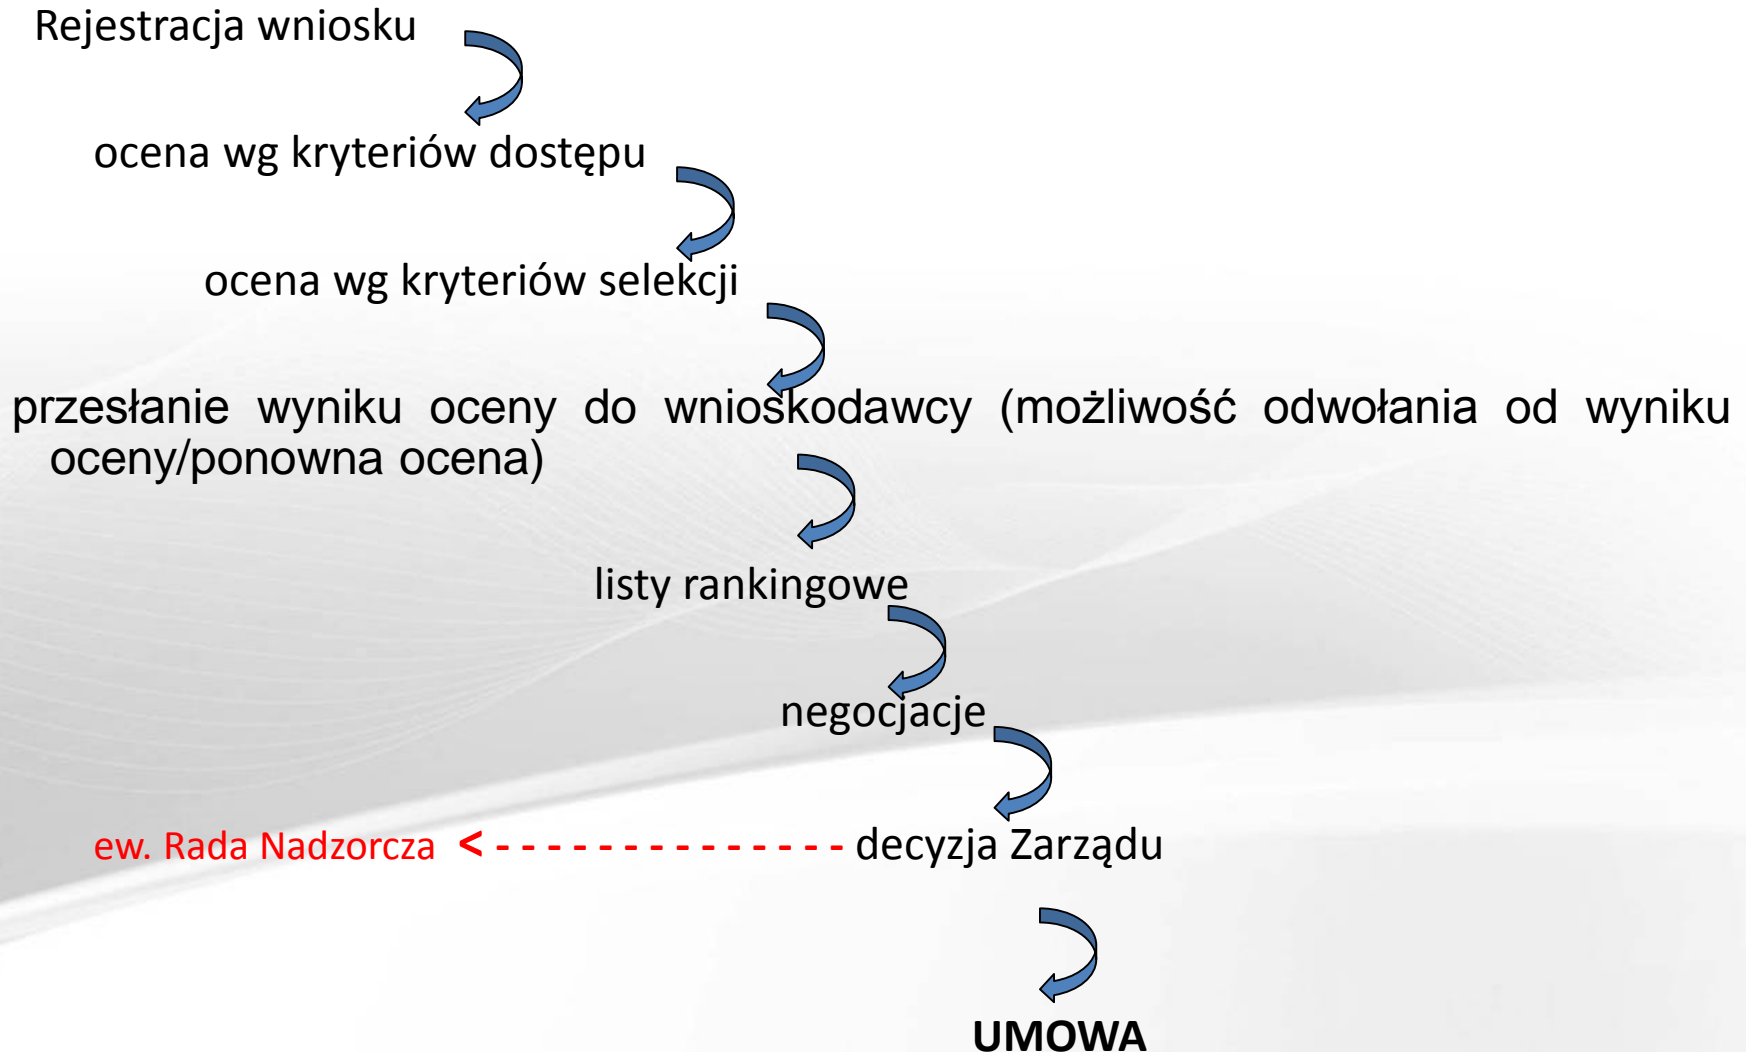 Rejestracja wniosku
ocena wg kryteriów dostępu
ocena wg kryteriów selekcji
przesłanie wyniku oceny do wnioskodawcy (możliwość odwołania od wyniku
oceny/ponowna ocena)
listy rankingowe
negocjacje
ew. Rada Nadzorcza < - - - - - - - - - - - - - - decyzja Zarządu
UMOWA